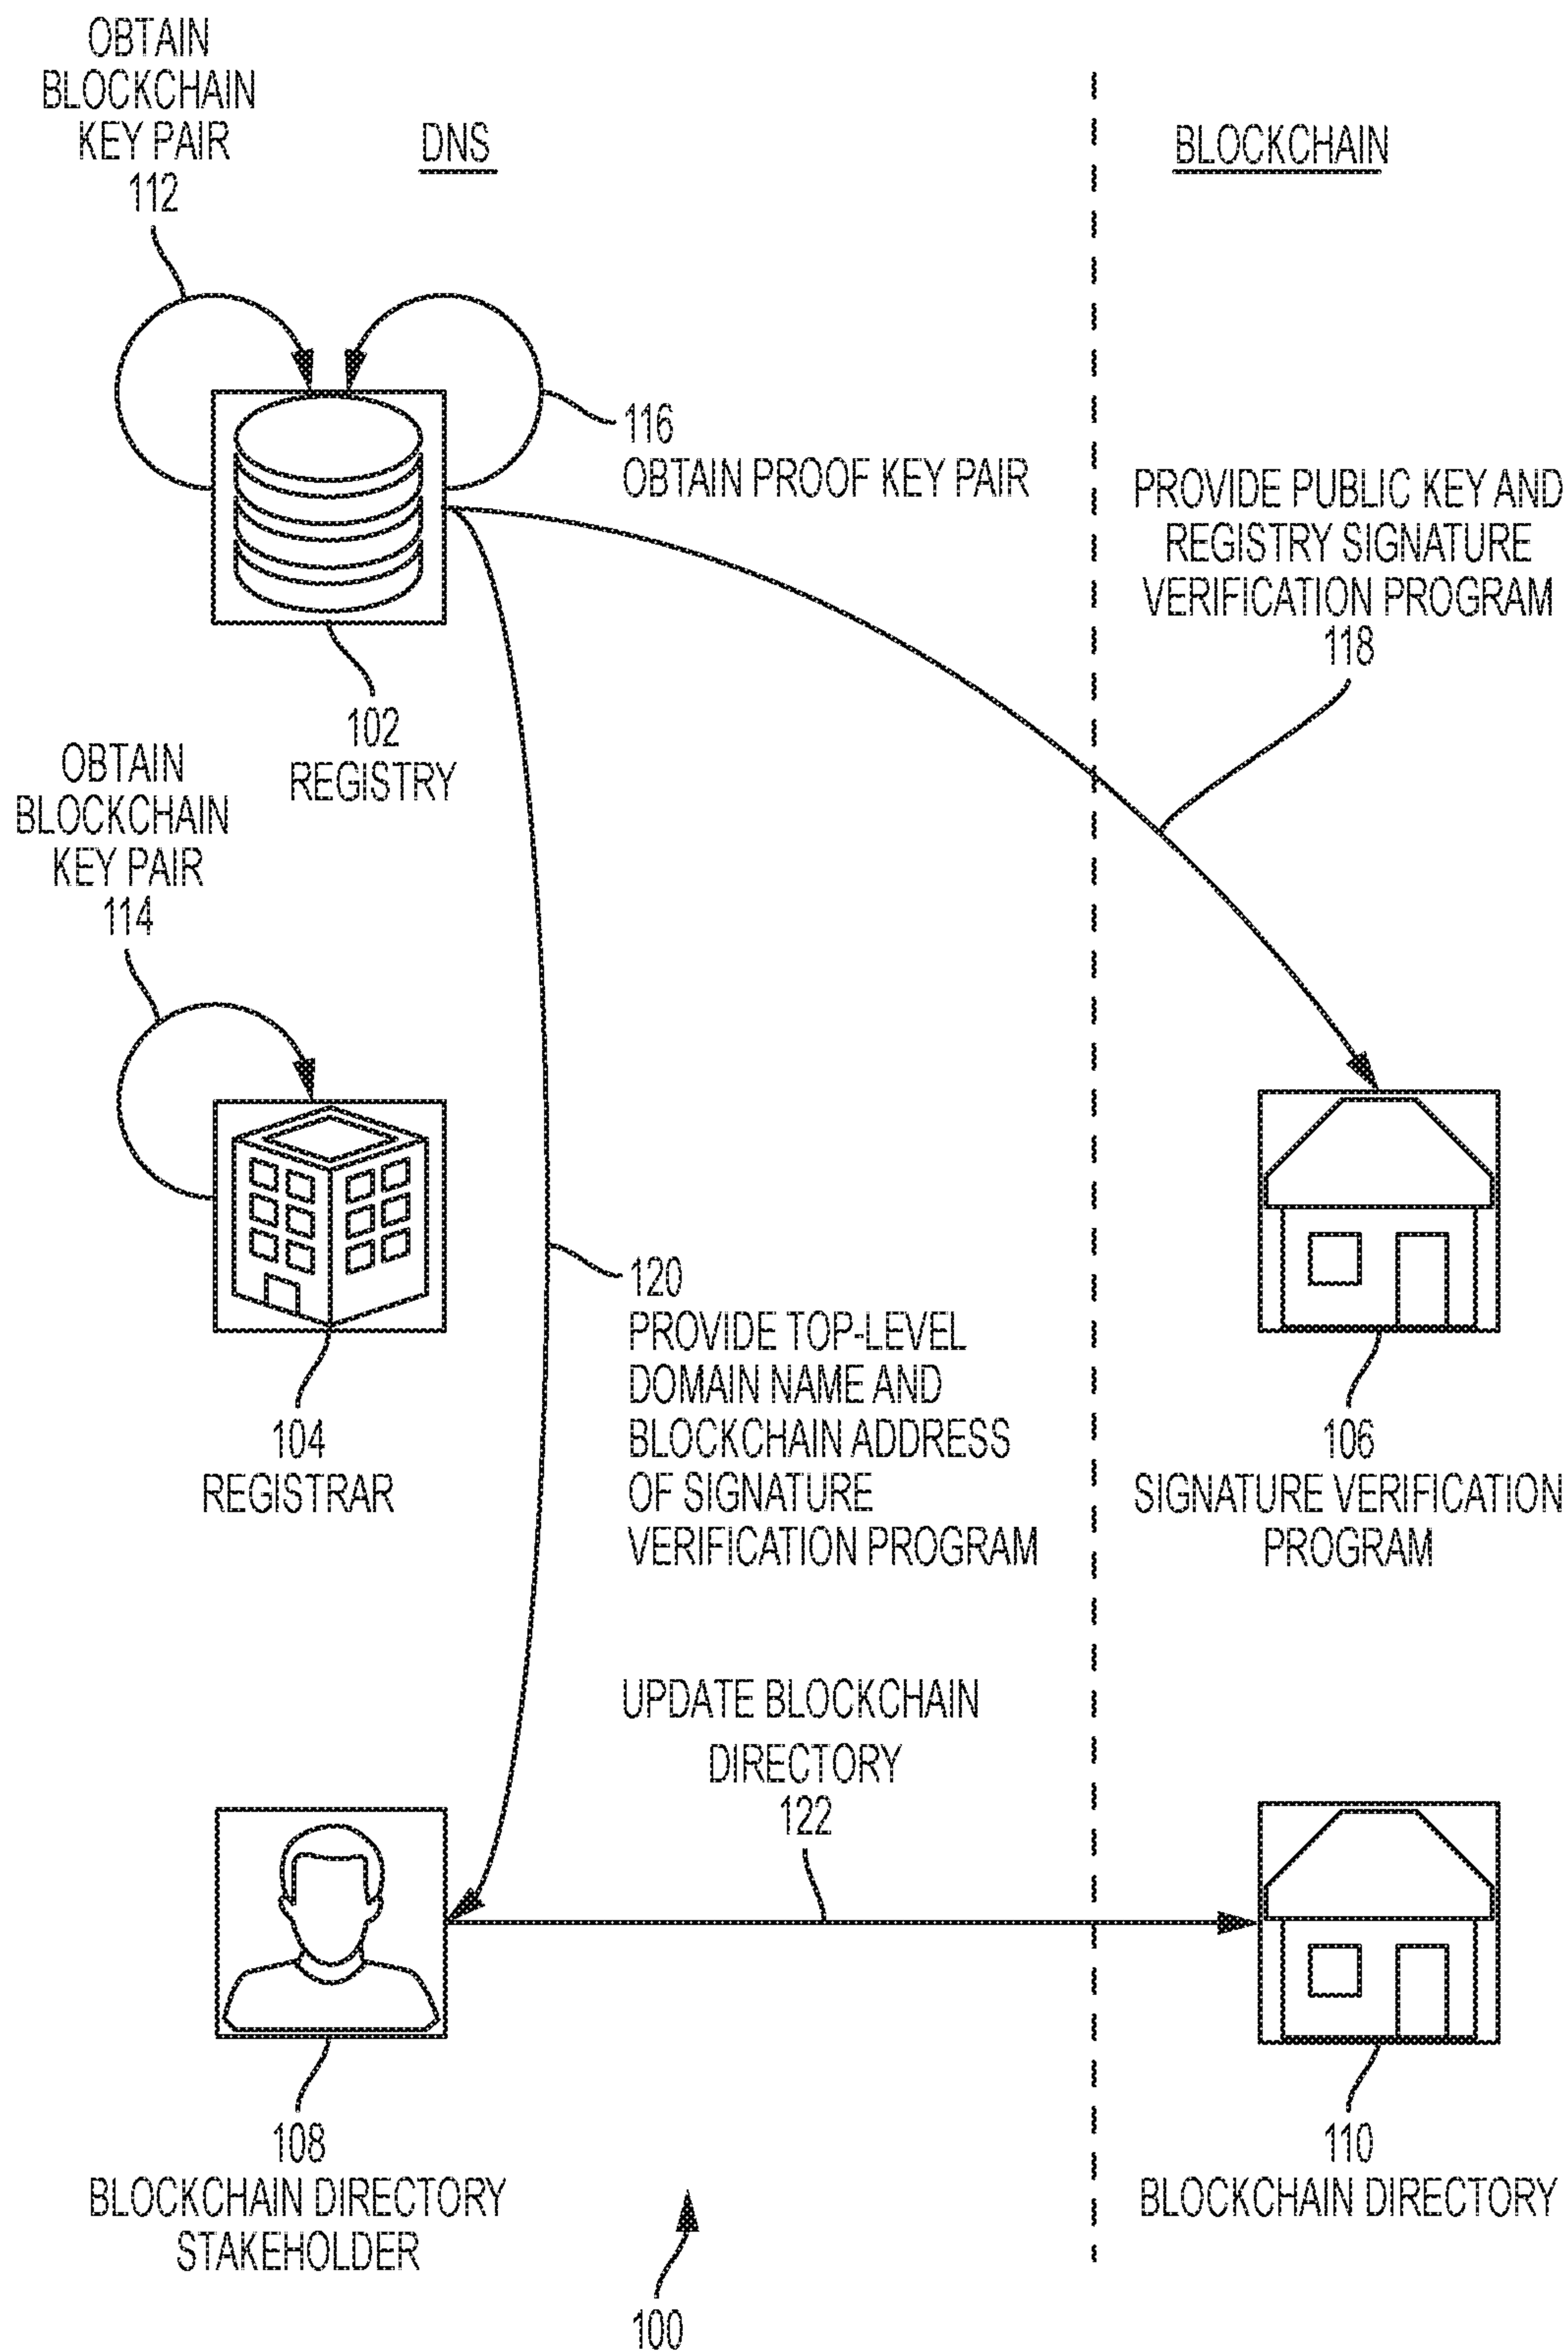 OBTAIN
BLOCKCHAIN
KEY PAIR
112
DNS
BLOCKCHAIN
116
OBTAIN PROOF KEY PAIR
PROVIDE PUBLIC KEY AND
REGISTRY SIGNATURE
VERIFICATION PROGRAM
118
102
REGISTRY
OBTAIN
BLOCKCHAIN
KEY PAIR
114
120
PROVIDE TOP-LEVEL
DOMAIN NAME AND
BLOCKCHAIN ADDRESS
OF SIGNATURE
VERIFICATION PROGRAM
104
REGISTRAR
106
SIGNATURE VERIFICATION
PROGRAM
UPDATE BLOCKCHAIN
DIRECTORY
122
108
BLOCKCHAIN DIRECTORY
STAKEHOLDER
110
BLOCKCHAIN DIRECTORY
100